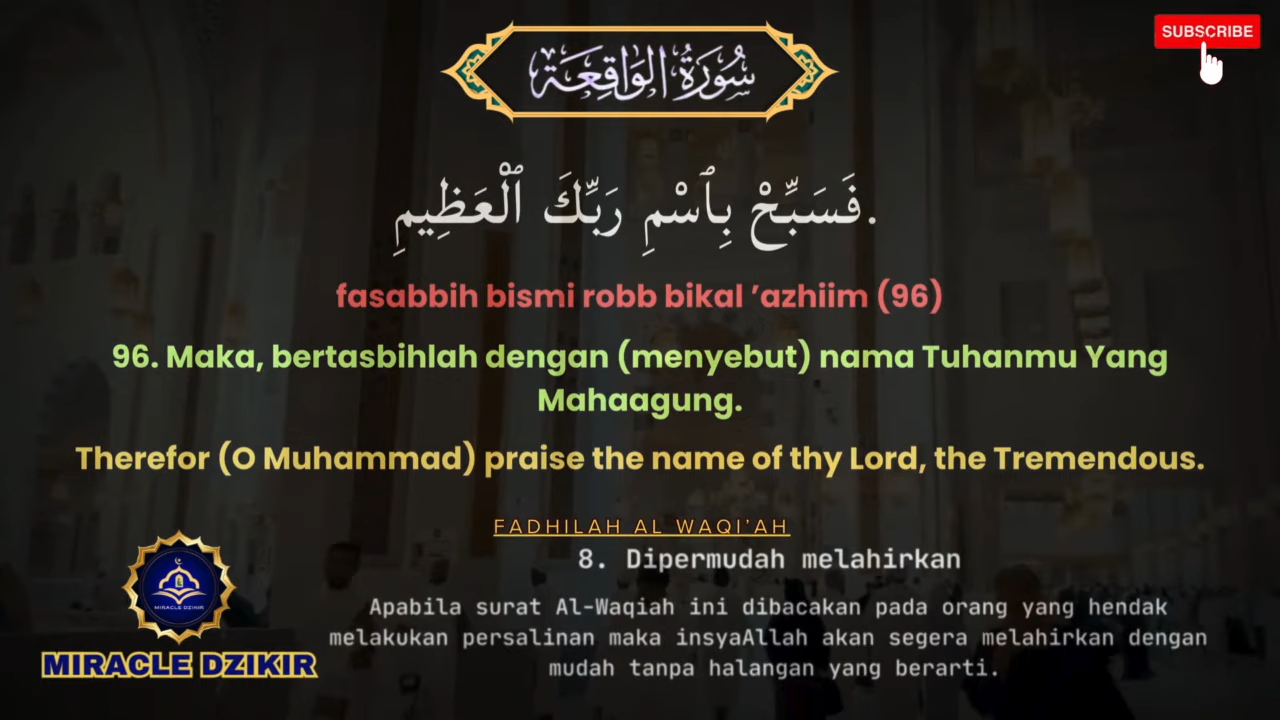 SUBSCRIBE
سُورَةُ الوَاقِعَة
فَسَبِّحْ بِٱسْمِ رَبِّكَ ٱلْعَظِيمِ.
fasabbih bismi robb bikal ’azhiim (96)
96. Maka, bertasbihlah dengan (menyebut) nama Tuhanmu Yang
Mahaagung.
Therefor (O Muhammad) praise the name of thy Lord, the Tremendous.
FADHILAH AL WAQI’AH
8. Dipermudah melahirkan
Apabila surat Al-Waqiah ini dibacakan pada orang yang hendak
melakukan persalinan maka insyaAllah akan segera melahirkan dengan
mudah tanpa halangan yang berarti.
MIRACLE DZIKIR
MIRACLE DZIKIR